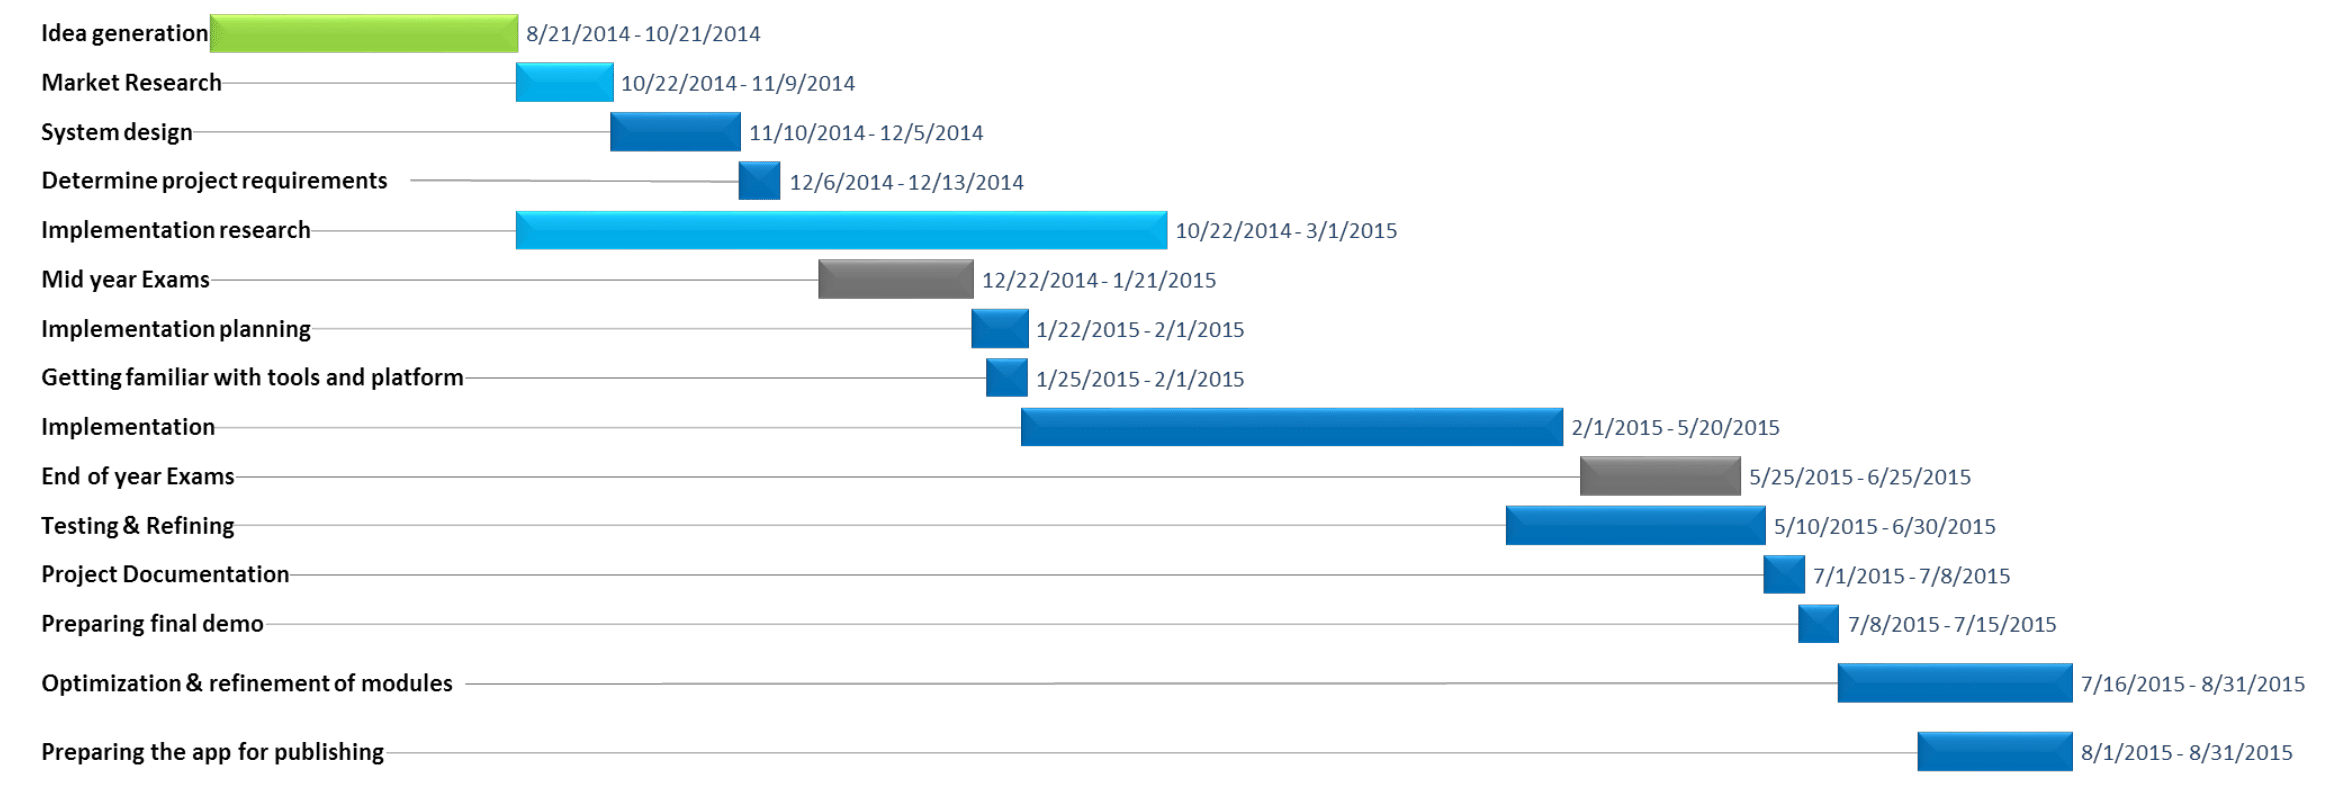 Idea generation 8/21/2014 - 10/21/2014
Market Research 10/22/2014 - 11/9/2014
System design 11/10/2014 - 12/5/2014
Determine project requirements 12/6/2014 - 12/13/2014
Implementation research 10/22/2014 - 3/1/2015
Mid year Exams 12/22/2014 - 1/21/2015
Implementation planning 1/22/2015 - 2/1/2015
Getting familiar with tools and platform 1/25/2015 - 2/1/2015
Implementation 2/1/2015 - 5/20/2015
End of year Exams 5/25/2015 - 6/25/2015
Testing & Refining 5/10/2015 - 6/30/2015
Project Documentation 7/1/2015 - 7/8/2015
Preparing final demo 7/8/2015 - 7/15/2015
Optimization & refinement of modules 7/16/2015 - 8/31/2015
Preparing the app for publishing 8/1/2015 - 8/31/2015